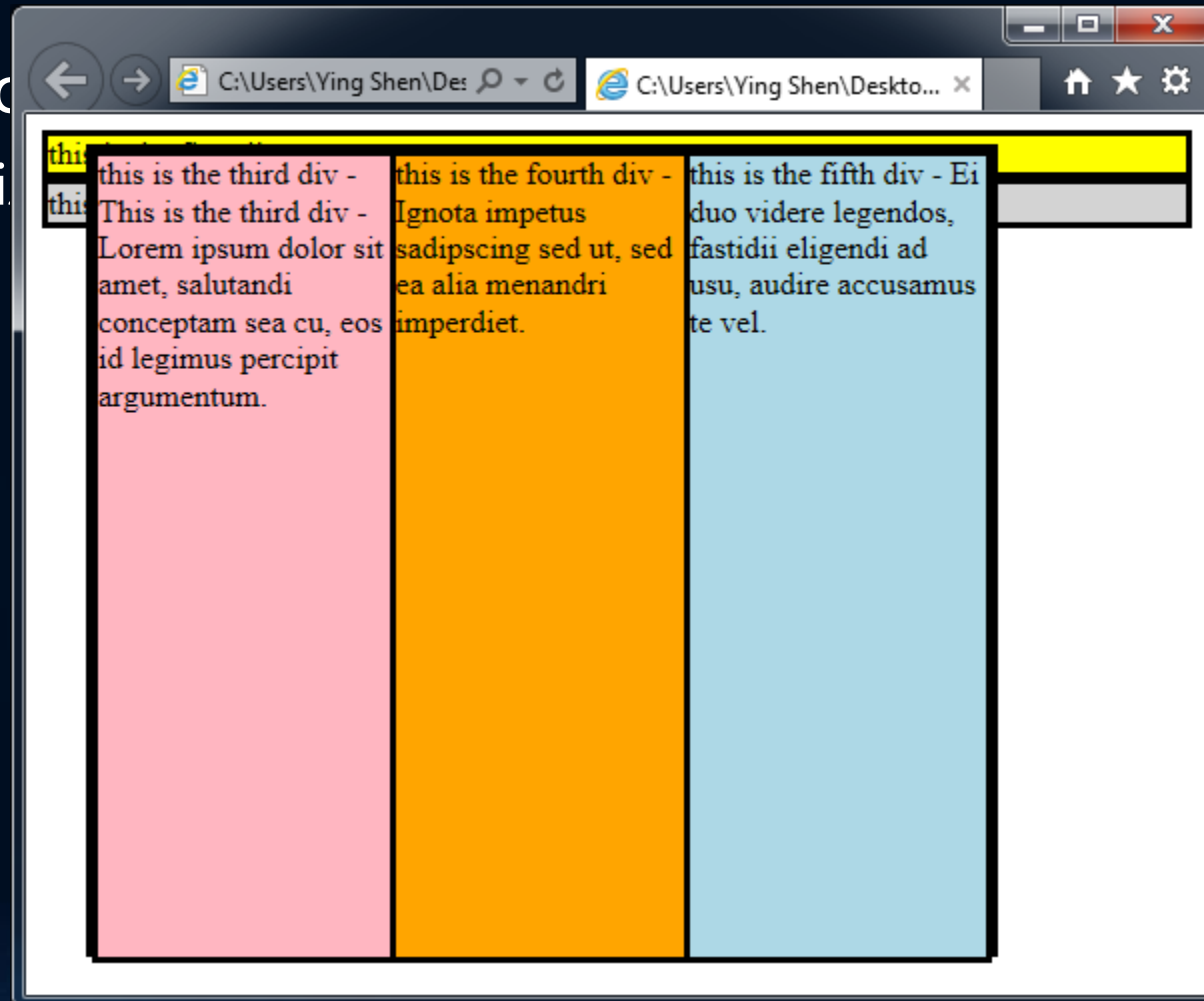 C:\Users\Ying Shen\Des
C:\Users\Ying Shen\Deskto...
this
this
this is the third div -
This is the third div -
Lorem ipsum dolor sit
amet, salutandi
conceptam sea cu, eos
id legimus percipit
argumentum.
this is the fourth div -
Ignota impetus
sadipscing sed ut, sed
ea alia menandri
imperdiet.
this is the fifth div - Ei
duo videre legendos,
fastidii eligendi ad
usu, audire accusamus
te vel.